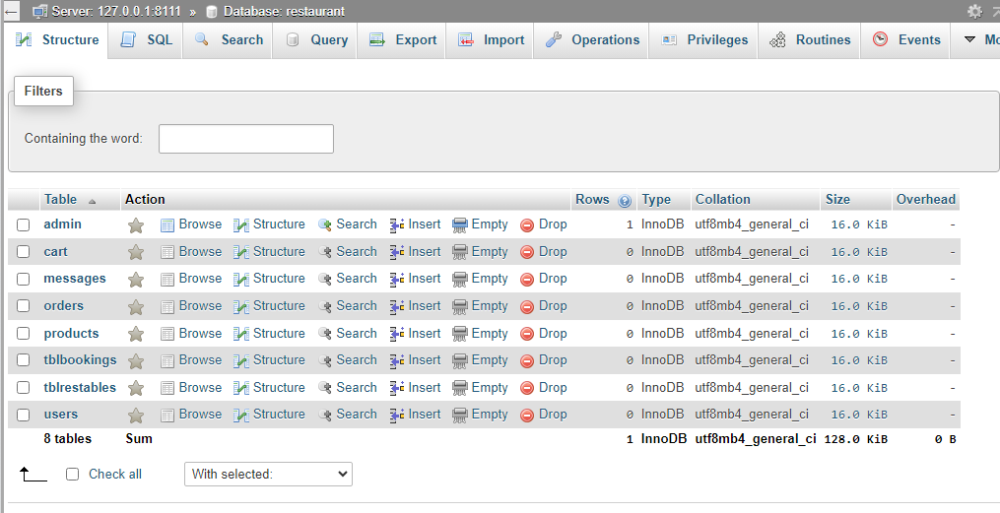 Server: 127.0.0.1:8111 » Database: restaurant
Structure SQL Search Query Export Import Operations Privileges Routines Events
Filters
Containing the word:
Table Action Rows Type Collation Size Overhead
admin Browse Structure Search Insert Empty Drop 1 InnoDB utf8mb4_general_ci 16.0 KiB -
cart Browse Structure Search Insert Empty Drop 0 InnoDB utf8mb4_general_ci 16.0 KiB -
messages Browse Structure Search Insert Empty Drop 0 InnoDB utf8mb4_general_ci 16.0 KiB -
orders Browse Structure Search Insert Empty Drop 0 InnoDB utf8mb4_general_ci 16.0 KiB -
products Browse Structure Search Insert Empty Drop 0 InnoDB utf8mb4_general_ci 16.0 KiB -
tblbookings Browse Structure Search Insert Empty Drop 0 InnoDB utf8mb4_general_ci 16.0 KiB -
tblrestables Browse Structure Search Insert Empty Drop 0 InnoDB utf8mb4_general_ci 16.0 KiB -
users Browse Structure Search Insert Empty Drop 0 InnoDB utf8mb4_general_ci 16.0 KiB -
8 tables Sum 1 InnoDB utf8mb4_general_ci 128.0 KiB 0 B
Check all With selected: